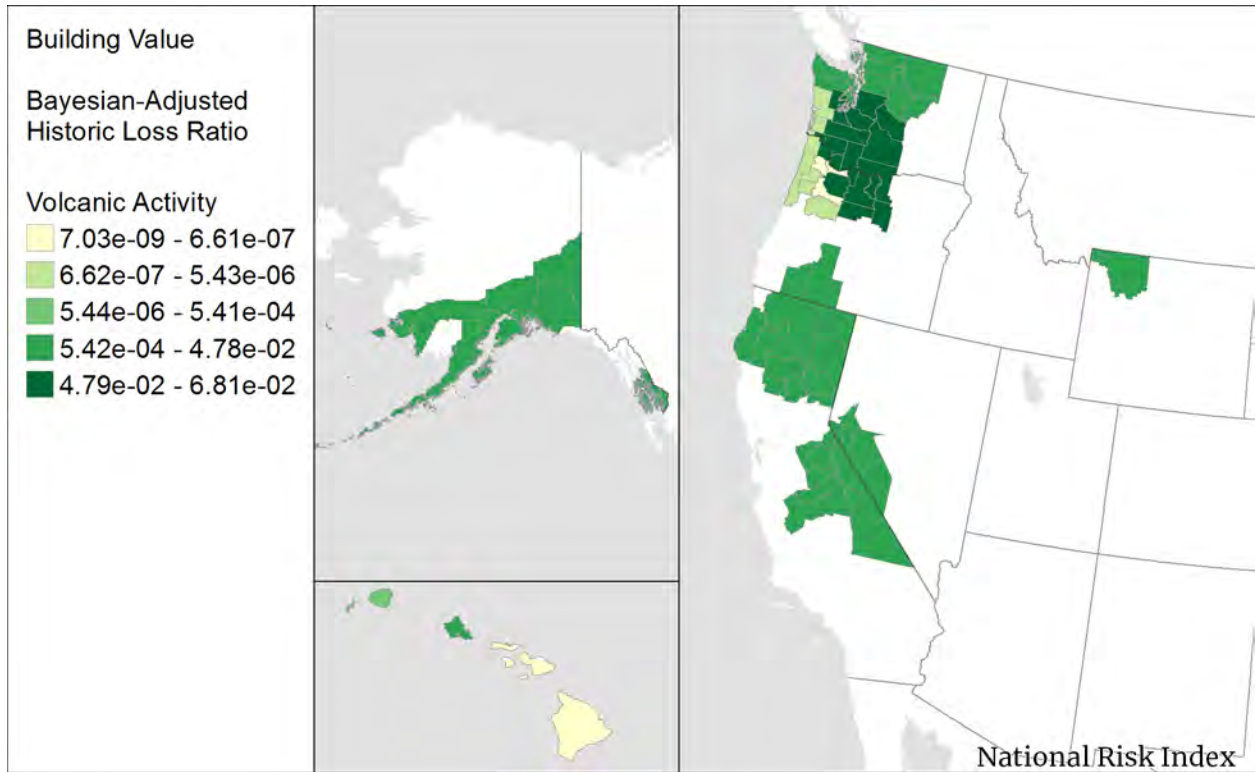 Building Value
Bayesian-Adjusted
Historic Loss Ratio
Volcanic Activity
7.03e-09 - 6.61e-07
6.62e-07 - 5.43e-06
5.44e-06 - 5.41e-04
5.42e-04 - 4.78e-02
4.79e-02 - 6.81e-02
National Risk Index